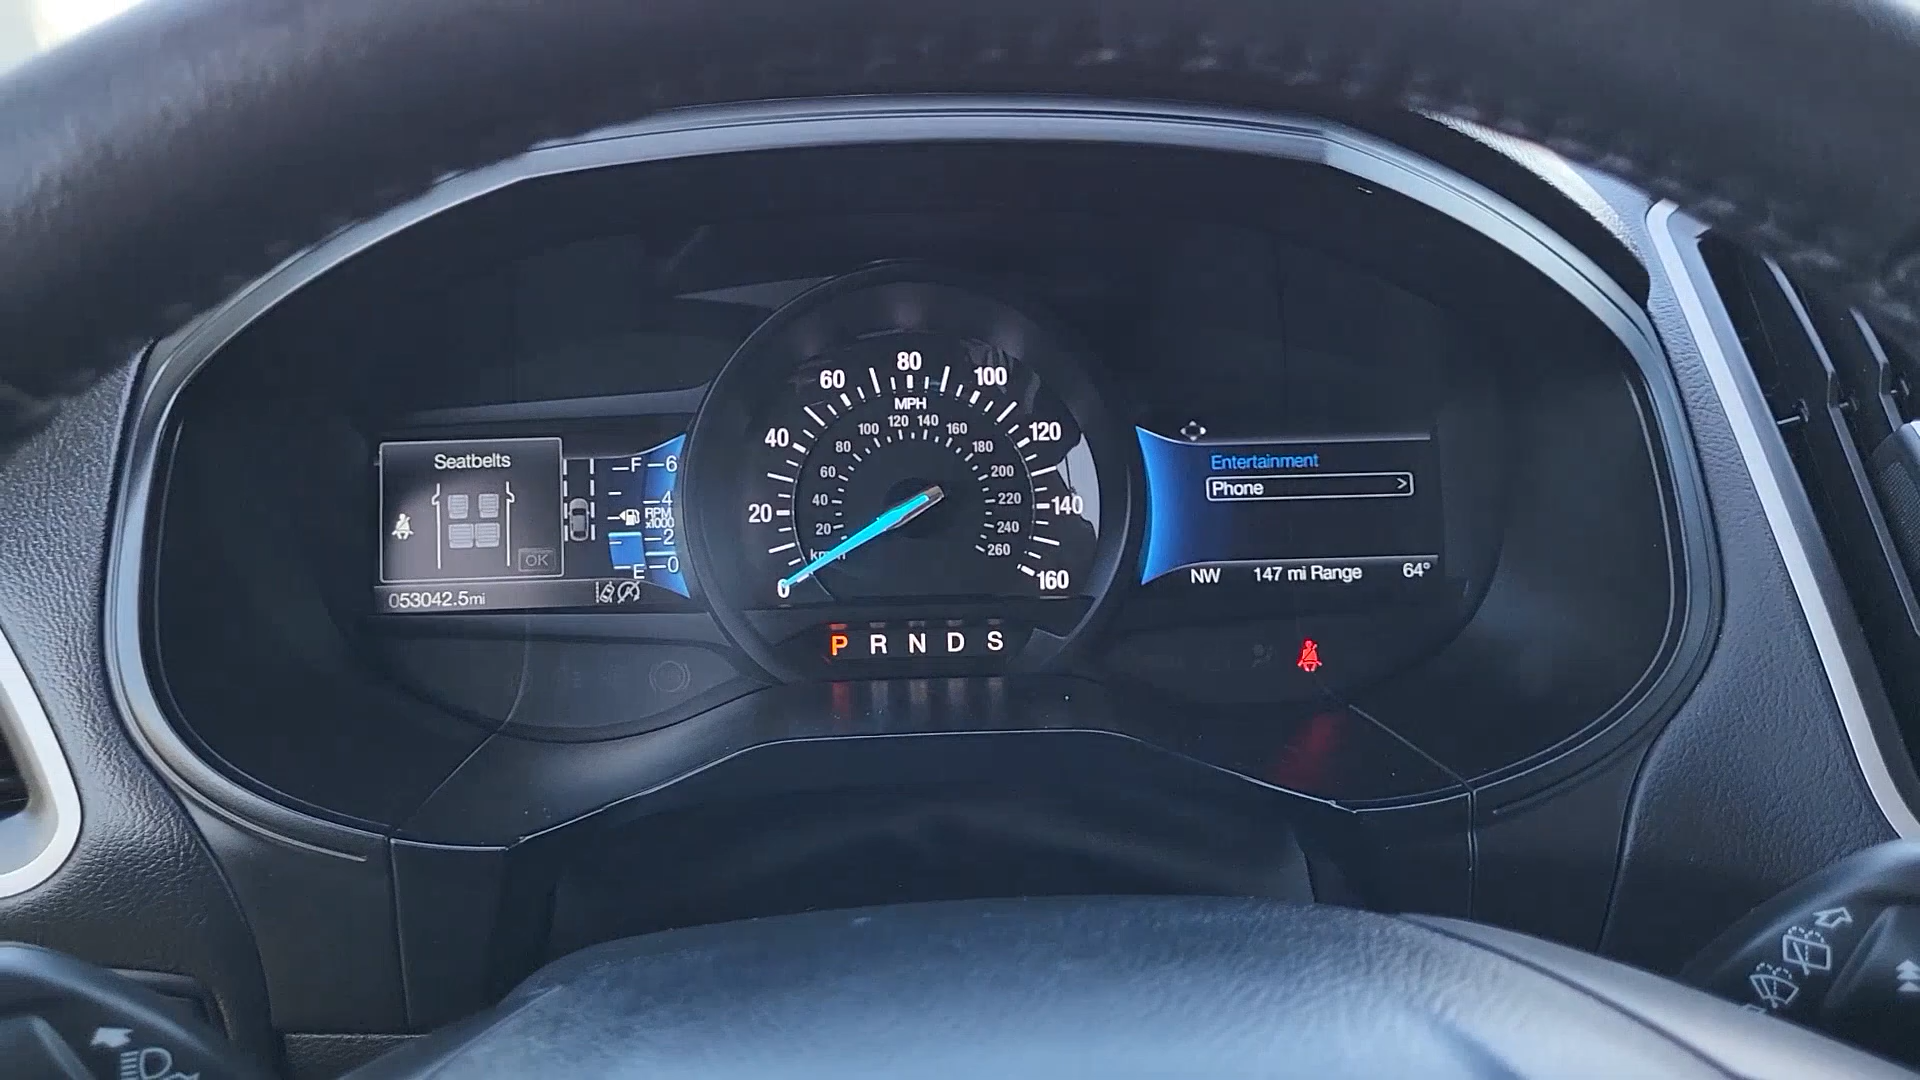 Seatbelts
OK
053042.5mi
F
E
6
4
RPM
x1000
2
0
0
20
40
60
80
100
120
140
160
MPH
km/h
20
40
60
80
100
120
140
160
180
200
220
240
260
P R N D S
Entertainment
Phone >
NW 147 mi Range 64°